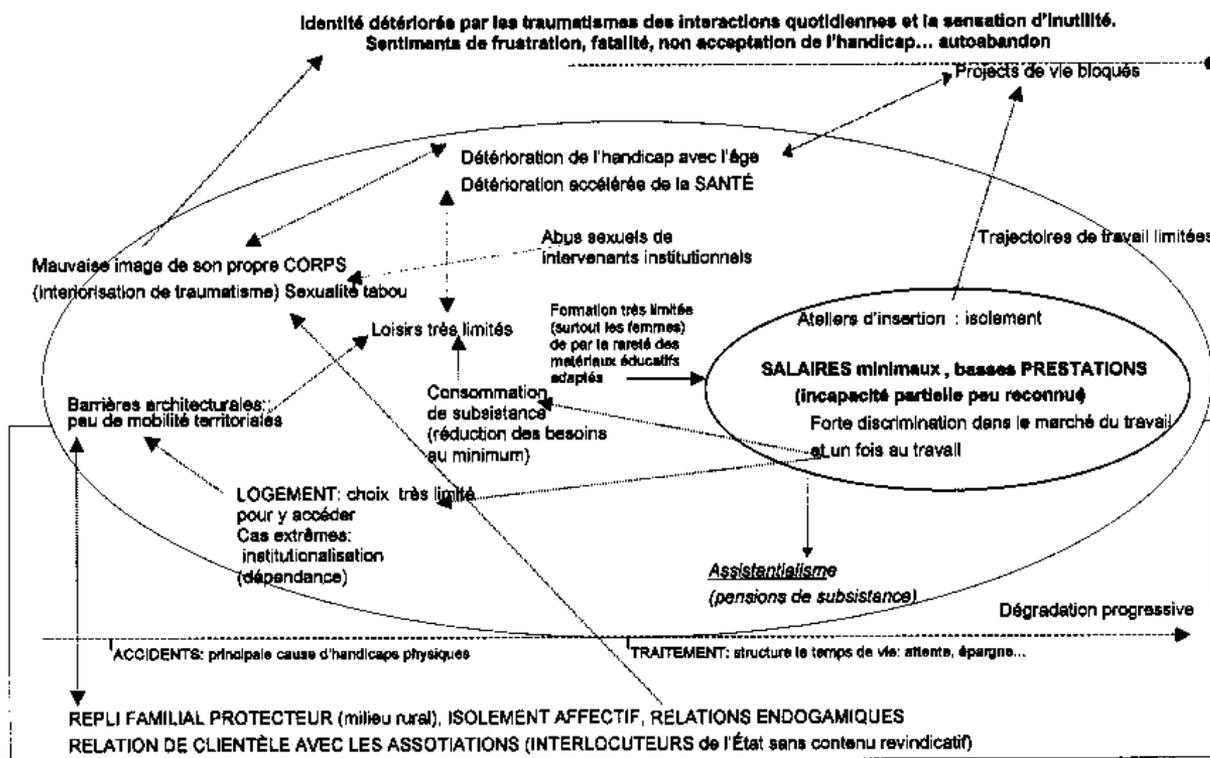 Identité détériorée par les traumatismes des interactions quotidiennes et la sensation d'inutilité.
Sentiments de frustration, fatalité, non acceptation de l'handicap... autoabandon
Projects de vie bloqués
Détérioration de l'handicap avec l'âge
Détérioration accélérée de la SANTÉ
Abus sexuels de
intervenants institutionnels
Trajectoires de travail limitées
Mauvaise image de son propre CORPS
(interiorisation de traumatisme) Sexualité tabou
Loisirs très limités
Formation très limitée
(surtout les femmes)
de par la rareté des
matériaux éducatifs
adaptés
Ateliers d'insertion : isolement
SALAIRES minimaux , basses PRESTATIONS
(incapacité partielle peu reconnué
Forte discrimination dans le marché du travail
et un fois au travail
Consommation
de subsistance
(réduction des besoins
au minimum)
Barrières architecturales:
peu de mobilité territoriales
LOGEMENT: choix très limité
pour y accéder
Cas extrêmes:
institutionalisation
(dépendance)
Assistantialisme
(pensions de subsistance)
Dégradation progressive
ACCIDENTS: principale cause d'handicaps physiques
TRAITEMENT: structure le temps de vie: attente, épargne...
REPLI FAMILIAL PROTECTEUR (milieu rural), ISOLEMENT AFFECTIF, RELATIONS ENDOGAMIQUES
RELATION DE CLIENTÈLE AVEC LES ASSOTIATIONS (INTERLOCUTEURS de l'État sans contenu revindicatif)